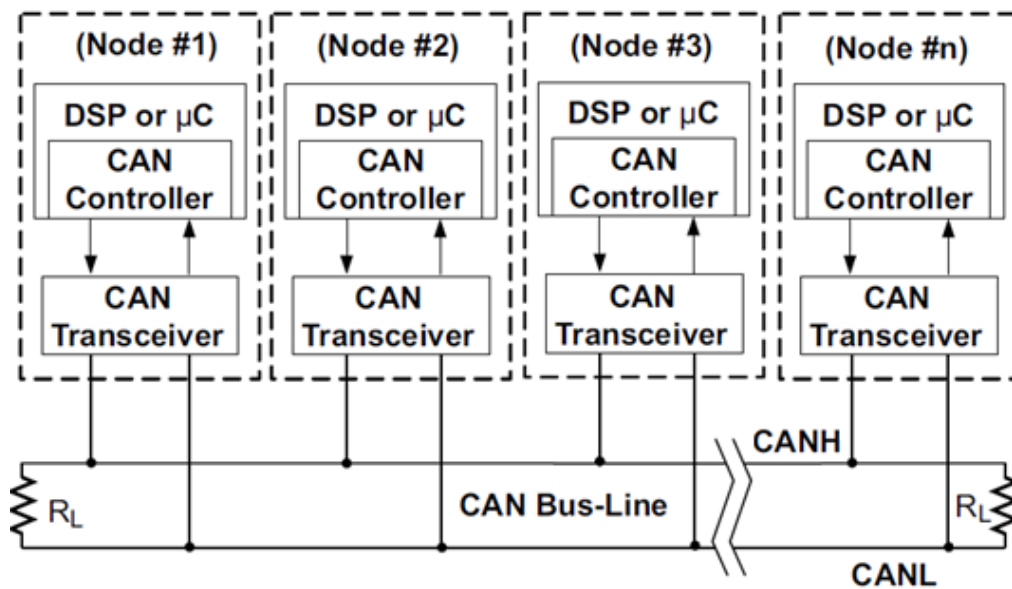 (Node #1)
(Node #2)
(Node #3)
(Node #n)
DSP or µC
DSP or µC
DSP or µC
DSP or µC
CAN
Controller
CAN
Controller
CAN
Controller
CAN
Controller
CAN
Transceiver
CAN
Transceiver
CAN
Transceiver
CAN
Transceiver
CANH
RL
CAN Bus-Line
RL
CANL